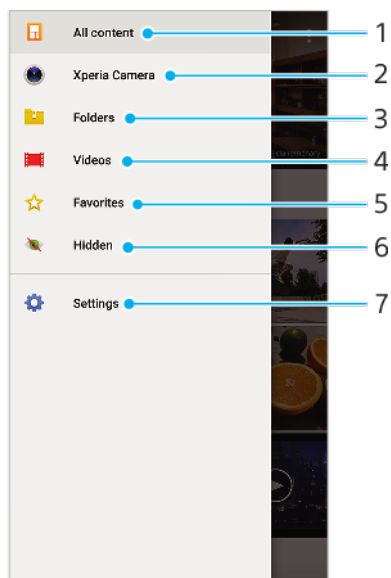 All content 1
Xperia Camera 2
Folders 3
Videos 4
Favorites 5
Hidden 6
Settings 7